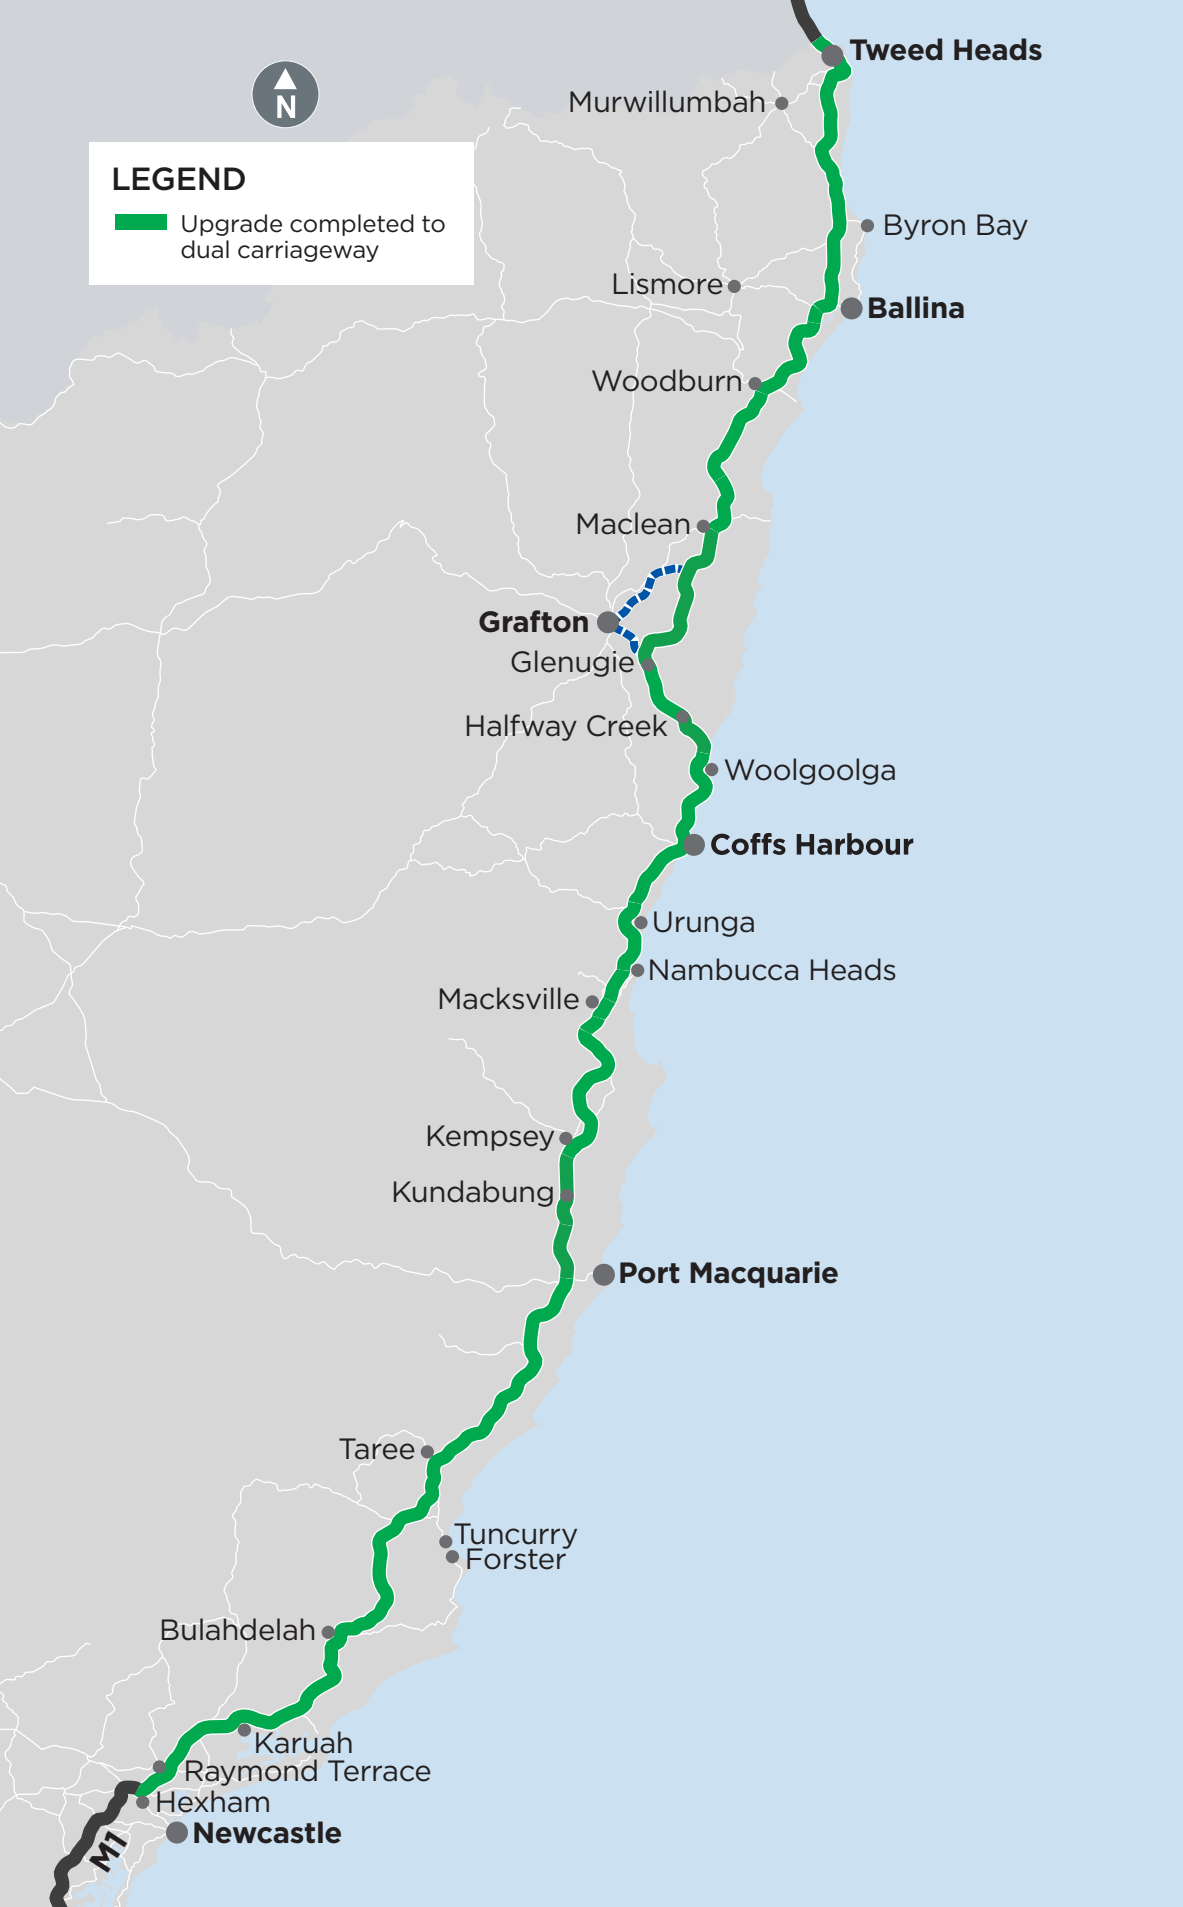 Tweed Heads
N
Murwillumbah
LEGEND
Upgrade completed to
dual carriageway
Byron Bay
Lismore
Ballina
Woodburn
Maclean
Grafton
Glenugie
Halfway Creek
Woolgoolga
Coffs Harbour
Urunga
Nambucca Heads
Macksville
Kempsey
Kundabung
Port Macquarie
Taree
Tuncurry
Forster
Bulahdelah
Karuah
Raymond Terrace
Hexham
Newcastle
M1